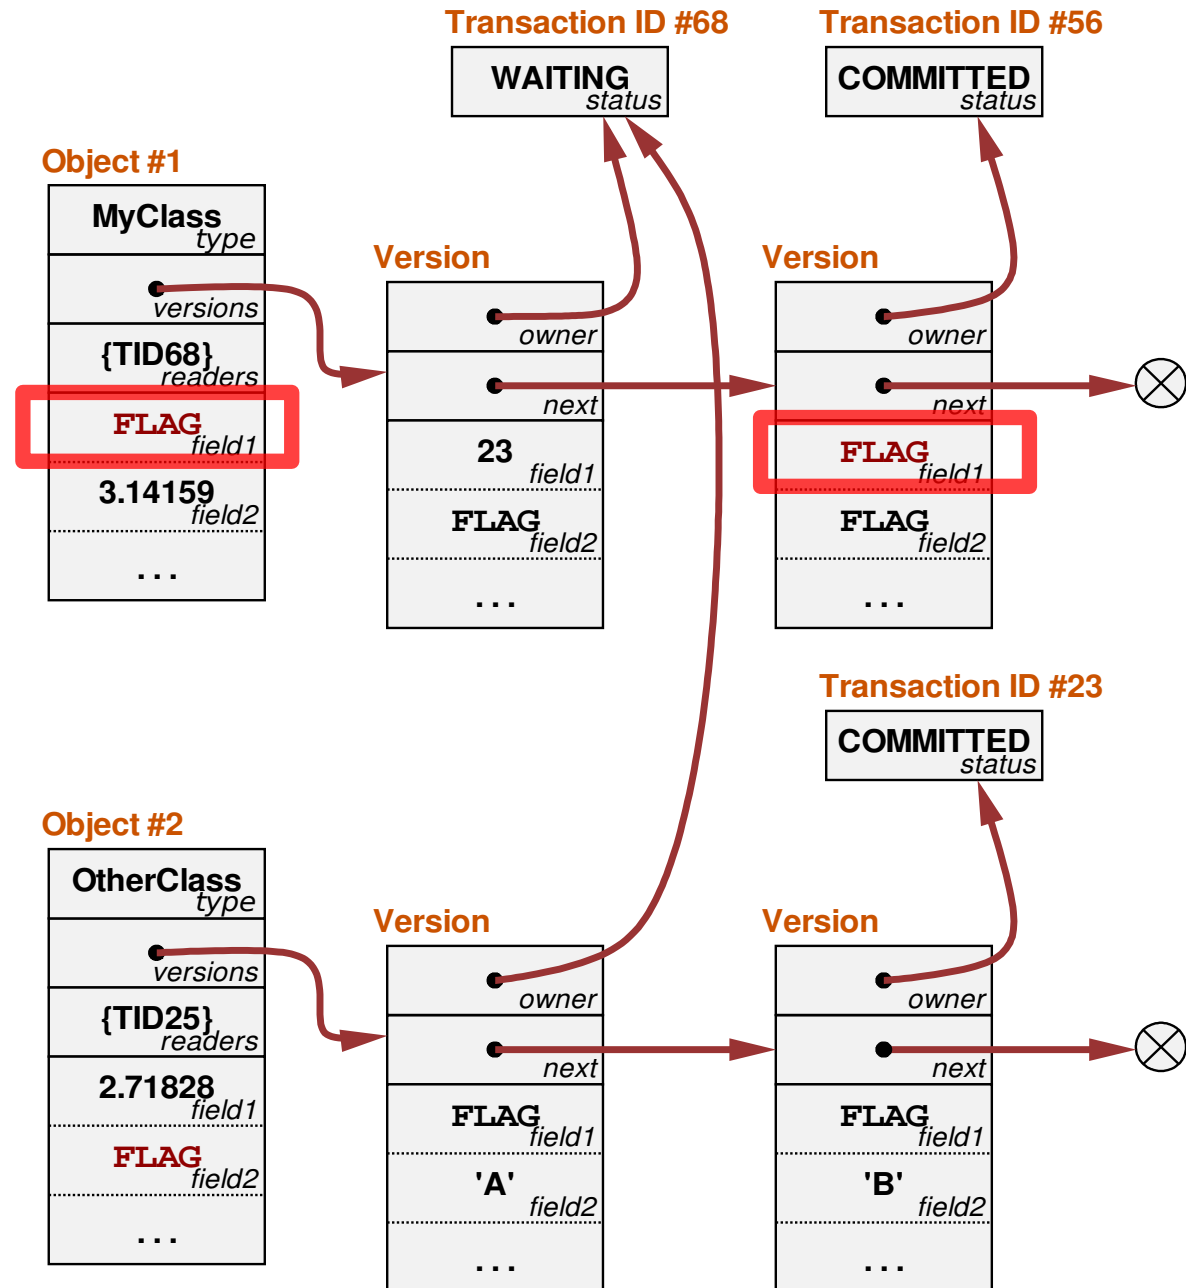 Transaction ID #68
Transaction ID #56
WAITING
status
COMMITTED
status
Object #1
MyClass
type
versions
{TID68}
readers
FLAG
field1
3.14159
field2
. . .
Version
owner
next
23
field1
FLAG
field2
. . .
Version
owner
next
FLAG
field1
FLAG
field2
. . .
Transaction ID #23
COMMITTED
status
Object #2
OtherClass
type
versions
{TID25}
readers
2.71828
field1
FLAG
field2
. . .
Version
owner
next
FLAG
field1
'A'
field2
. . .
Version
owner
next
FLAG
field1
'B'
field2
. . .